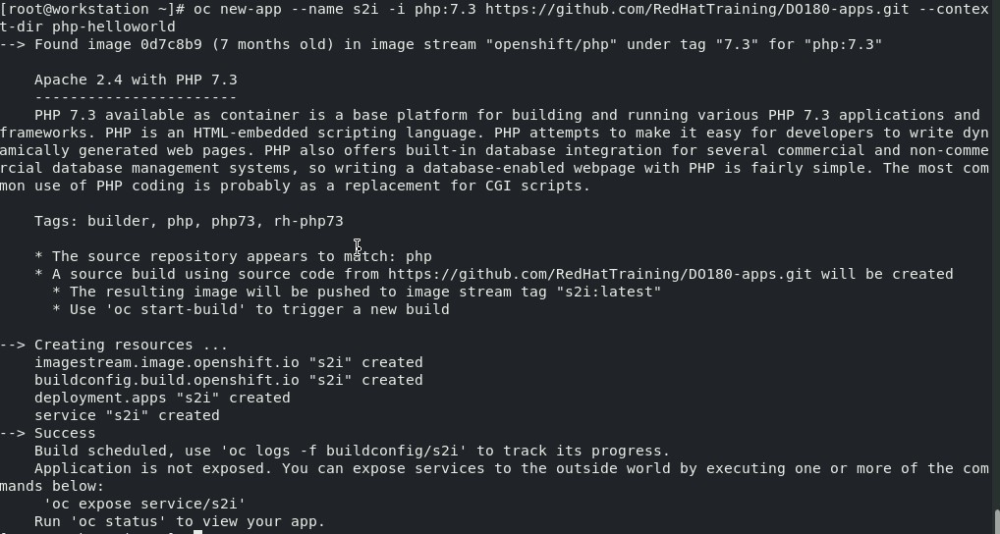 [root@workstation ~]# oc new-app --name s2i -i php:7.3 https://github.com/RedHatTraining/DO180-apps.git --contex
t-dir php-helloworld
--> Found image 0d7c8b9 (7 months old) in image stream "openshift/php" under tag "7.3" for "php:7.3"
Apache 2.4 with PHP 7.3
-----------------------
PHP 7.3 available as container is a base platform for building and running various PHP 7.3 applications and
frameworks. PHP is an HTML-embedded scripting language. PHP attempts to make it easy for developers to write dyn
amically generated web pages. PHP also offers built-in database integration for several commercial and non-comme
rcial database management systems, so writing a database-enabled webpage with PHP is fairly simple. The most com
mon use of PHP coding is probably as a replacement for CGI scripts.
Tags: builder, php, php73, rh-php73
* The source repository appears to match: php
* A source build using source code from https://github.com/RedHatTraining/DO180-apps.git will be created
* The resulting image will be pushed to image stream tag "s2i:latest"
* Use 'oc start-build' to trigger a new build
--> Creating resources ...
imagestream.image.openshift.io "s2i" created
buildconfig.build.openshift.io "s2i" created
deployment.apps "s2i" created
service "s2i" created
--> Success
Build scheduled, use 'oc logs -f buildconfig/s2i' to track its progress.
Application is not exposed. You can expose services to the outside world by executing one or more of the com
mands below:
'oc expose service/s2i'
Run 'oc status' to view your app.